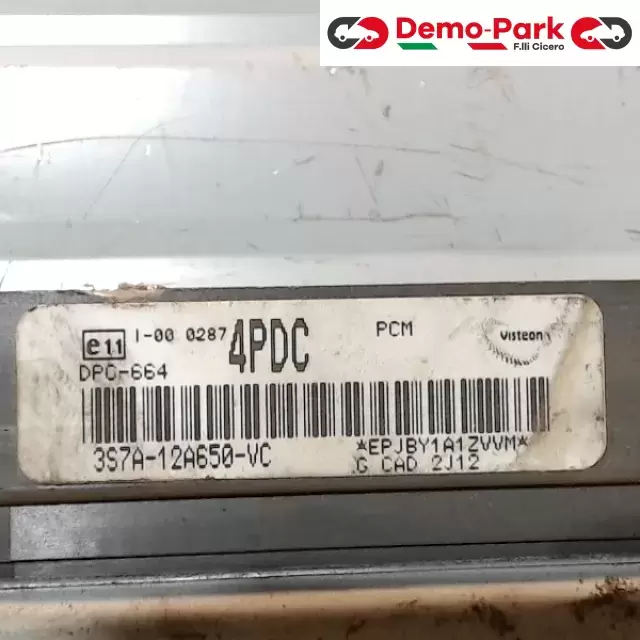 Demo-Park
F.lli Cicero
e11 I-00 0287 4PDC PCM Visteon
DPC-664
3S7A-12A650-VC *EPJBY1A1ZVVM*
G CAD 2J12